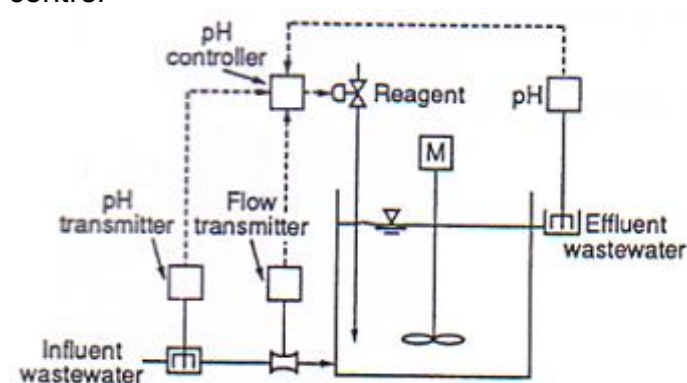 control
pH
controller
Reagent
pH
M
pH
transmitter
Flow
transmitter
Effluent
wastewater
Influent
wastewater